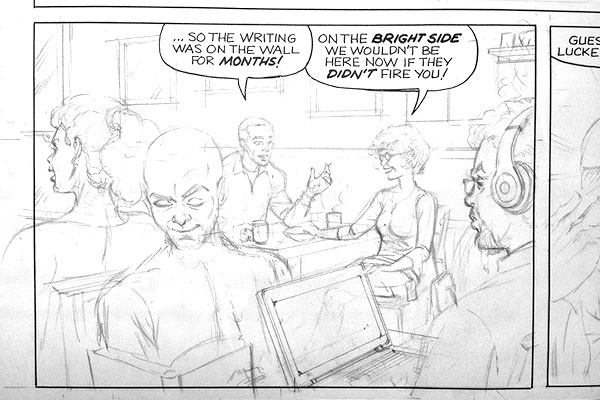 ... SO THE WRITING
WAS ON THE WALL
FOR MONTHS!
ON THE BRIGHT SIDE
WE WOULDN'T BE
HERE NOW IF THEY
DIDN'T FIRE YOU!
GUES
LUCKE